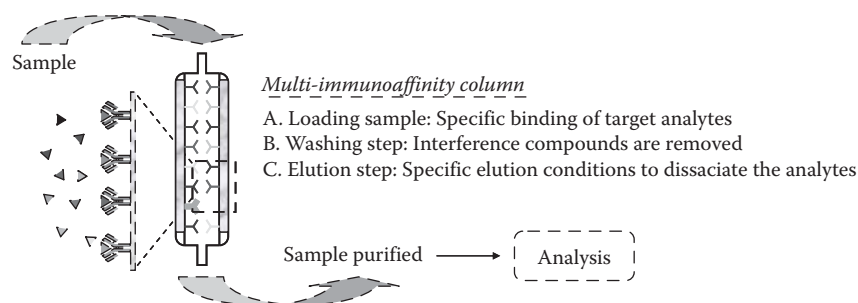 Sample
Multi-immunoaffinity column
A. Loading sample: Specific binding of target analytes
B. Washing step: Interference compounds are removed
C. Elution step: Specific elution conditions to dissaciate the analytes
Sample purified
Analysis